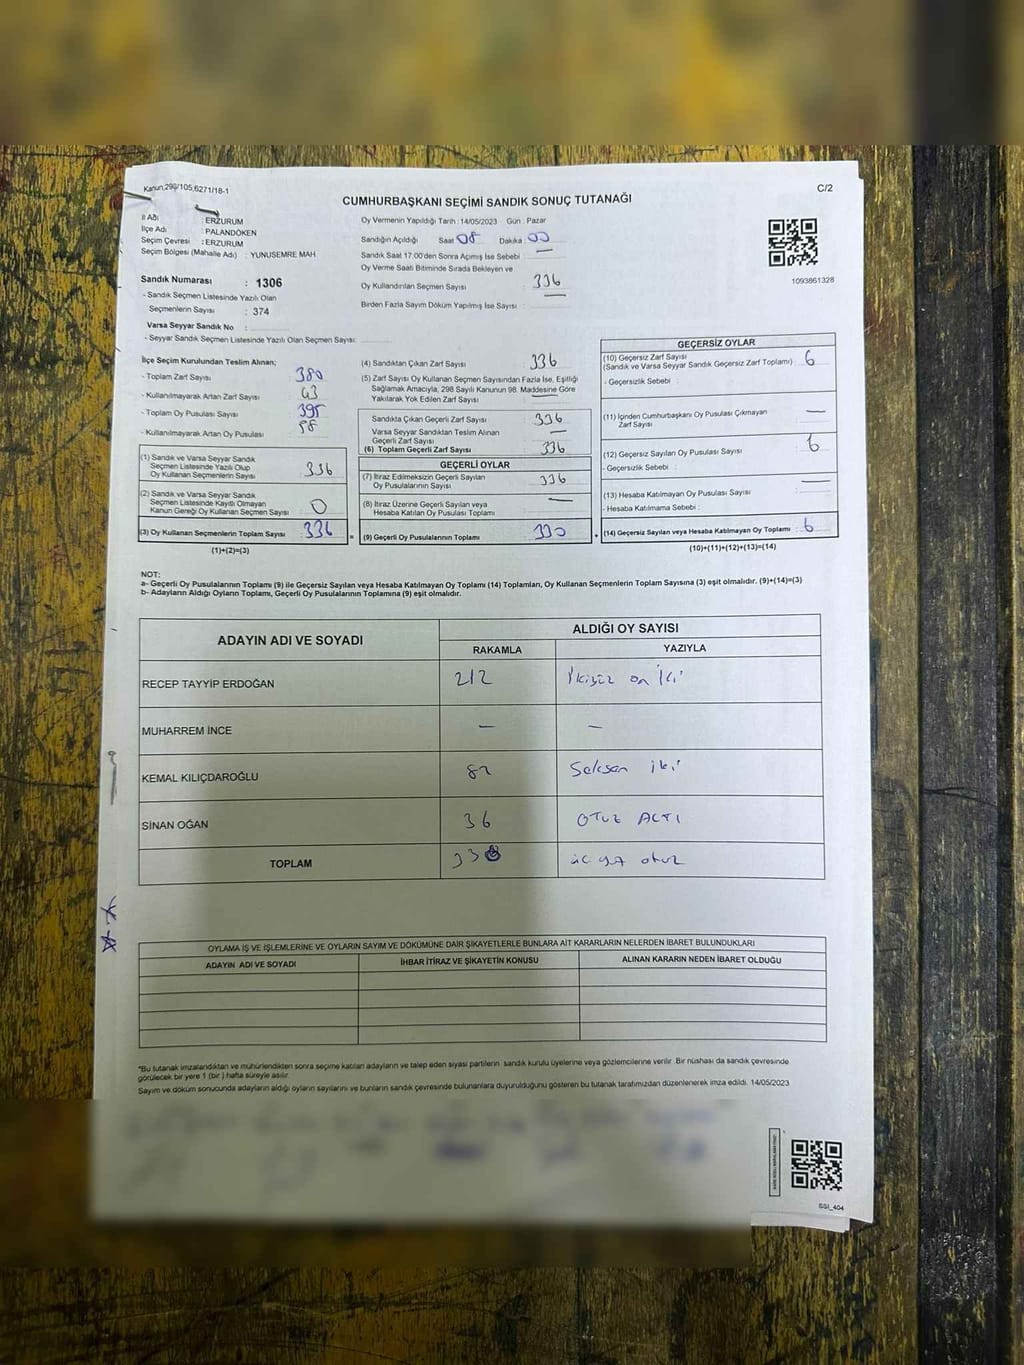 Kanun,298/105,6271/18-1
C/2
CUMHURBAŞKANI SEÇİMİ SANDIK SONUÇ TUTANAĞI
İl Adı : ERZURUM
İlçe Adı : PALANDÖKEN
Seçim Çevresi : ERZURUM
Seçim Bölgesi (Mahalle Adı) : YUNUSEMRE MAH
Sandık Numarası : 1306
- Sandık Seçmen Listesinde Yazılı Olan
Seçmenlerin Sayısı : 374
Varsa Seyyar Sandık No :
- Seyyar Sandık Seçmen Listesinde Yazılı Olan Seçmen Sayısı:
Oy Vermenin Yapıldığı Tarih : 14/05/2023 Gün : Pazar
Sandığın Açıldığı Saat 08 Dakika 00
Sandık Saat 17:00'den Sonra Açımış İse Sebebi —
Oy Verme Saati Bitiminde Sırada Bekleyen ve
Oy Kullandırılan Seçmen Sayısı 336
Birden Fazla Sayım Döküm Yapılmış İse Sayısı : —
1093861328
İlçe Seçim Kurulundan Teslim Alınan;
- Toplam Zarf Sayısı 380
- Kullanılmayarak Artan Zarf Sayısı 43
- Toplam Oy Pusulası Sayısı 395
- Kullanılmayarak Artan Oy Pusulası
(1) Sandık ve Varsa Seyyar Sandık
Seçmen Listesinde Yazılı Olup
Oy Kullanan Seçmenlerin Sayısı 336
(2) Sandık ve Varsa Seyyar Sandık
Seçmen Listesinde Kayıtlı Olmayan
Kanun Gereği Oy Kullanan Seçmen Sayısı 0
(3) Oy Kullanan Seçmenlerin Toplam Sayısı 336
(1)+(2)=(3)
=
(4) Sandıktan Çıkan Zarf Sayısı 336
(5) Zarf Sayısı Oy Kullanan Seçmen Sayısından Fazla İse, Eşitliği
Sağlamak Amacıyla, 298 Sayılı Kanunun 98. Maddesine Göre
Yakılarak Yok Edilen Zarf Sayısı —
Sandıkta Çıkan Geçerli Zarf Sayısı 336
Varsa Seyyar Sandıktan Teslim Alınan
Geçerli Zarf Sayısı —
(6) Toplam Geçerli Zarf Sayısı 336
GEÇERLİ OYLAR
(7) İtiraz Edilmeksizin Geçerli Sayılan
Oy Pusulalarının Sayısı 336
(8) İtiraz Üzerine Geçerli Sayılan veya
Hesaba Katılan Oy Pusulası Toplamı —
(9) Geçerli Oy Pusulalarının Toplamı 330
+
GEÇERSİZ OYLAR
(10) Geçersiz Zarf Sayısı
(Sandık ve Varsa Seyyar Sandık Geçersiz Zarf Toplamı) : 6
- Geçersizlik Sebebi :
(11) İçinden Cumhurbaşkanı Oy Pusulası Çıkmayan
Zarf Sayısı —
(12) Geçersiz Sayılan Oy Pusulası Sayısı : 6
- Geçersizlik Sebebi :
(13) Hesaba Katılmayan Oy Pusulası Sayısı : —
- Hesaba Katılmama Sebebi :
(14) Geçersiz Sayılan veya Hesaba Katılmayan Oy Toplamı : 6
(10)+(11)+(12)+(13)=(14)
NOT:
a- Geçerli Oy Pusulalarının Toplamı (9) ile Geçersiz Sayılan veya Hesaba Katılmayan Oy Toplamı (14) Toplamları, Oy Kullanan Seçmenlerin Toplam Sayısına (3) eşit olmalıdır. (9)+(14)=(3)
b- Adayların Aldığı Oyların Toplamı, Geçerli Oy Pusulalarının Toplamına (9) eşit olmalıdır.
ADAYIN ADI VE SOYADI ALDIĞI OY SAYISI
RAKAMLA YAZIYLA
RECEP TAYYİP ERDOĞAN 212 İkiyüz on İki
MUHARREM İNCE — —
KEMAL KILIÇDAROĞLU 82 Seksen iki
SİNAN OĞAN 36 OTUZ ALTI
TOPLAM 330 üç yüz otuz
OYLAMA İŞ VE İŞLEMLERİNE VE OYLARIN SAYIM VE DÖKÜMÜNE DAİR ŞİKAYETLERLE BUNLARA AİT KARARLARIN NELERDEN İBARET BULUNDUKLARI
ADAYIN ADI VE SOYADI İHBAR İTİRAZ VE ŞİKAYETİN KONUSU ALINAN KARARIN NEDEN İBARET OLDUĞU
"Bu tutanak imzalandıktan ve mühürlendikten sonra seçime katılan adayların ve talep eden siyasi partilerin sandık kurulu üyelerine veya gözlemcilerine verilir. Bir nüshası da sandık çevresinde
görülecek bir yere 1 (bir ) hafta süreyle asılır.
Sayım ve döküm sonucunda adayların aldığı oyların sayılarını ve bunların sandık çevresinde bulunanlara duyurulduğunu gösteren bu tutanak tarafımızdan düzenlenerek imza edildi. 14/05/2023
SSI_404